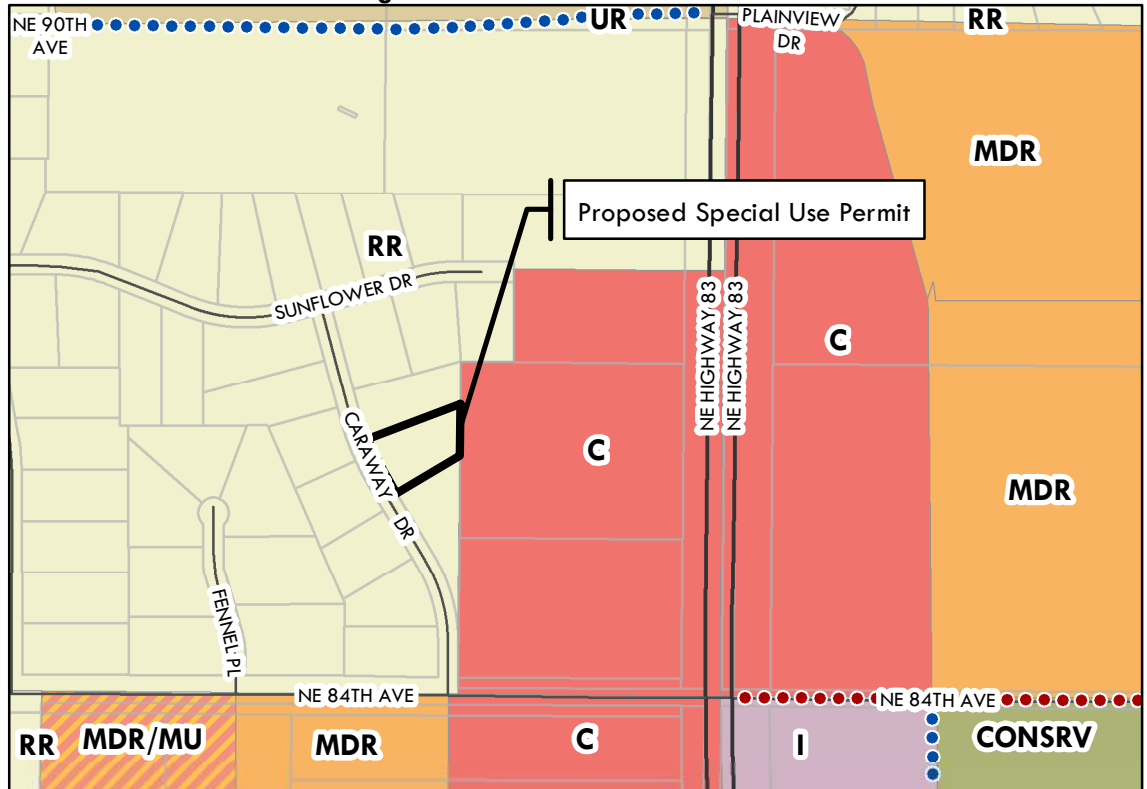 NE 90TH
AVE
UR
PLAINVIEW
DR
RR
MDR
Proposed Special Use Permit
RR
SUNFLOWER DR
NE HIGHWAY 83
NE HIGHWAY 83
C
CARAWAY
DR
C
MDR
FENNEL PL
NE 84TH AVE
NE 84TH AVE
RR
MDR/MU
MDR
C
I
CONSRV